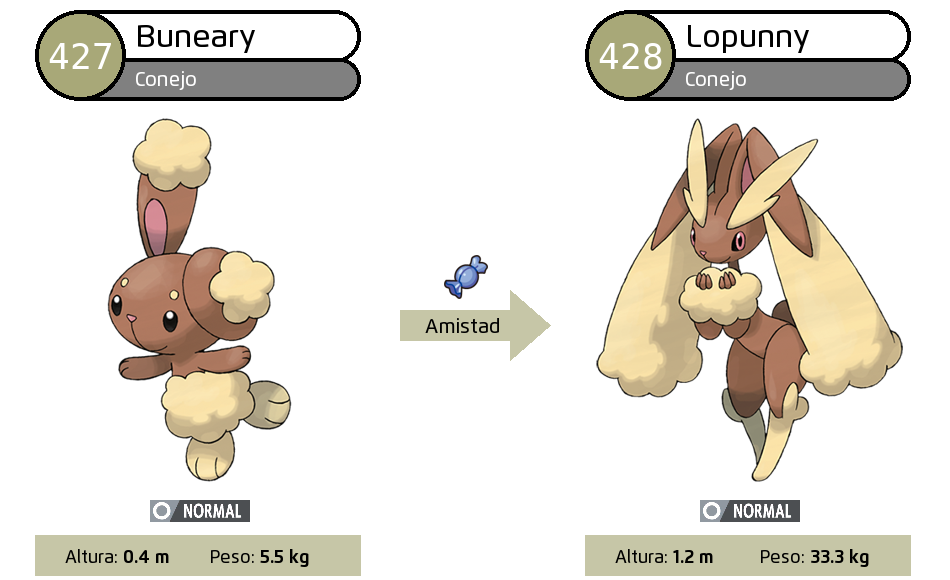 427
Buneary
Conejo
428
Lopunny
Conejo
Amistad
NORMAL
NORMAL
Altura: 0.4 m Peso: 5.5 kg
Altura: 1.2 m Peso: 33.3 kg